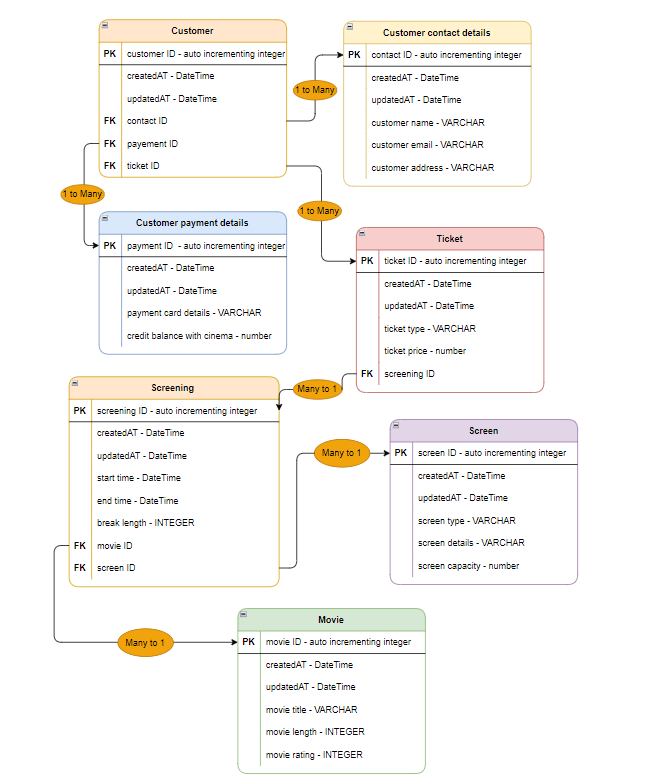 Customer
PK customer ID - auto incrementing integer
createdAT - DateTime
updatedAT - DateTime
FK contact ID
FK payement ID
FK ticket ID
Customer contact details
PK contact ID - auto incrementing integer
createdAT - DateTime
updatedAT - DateTime
customer name - VARCHAR
customer email - VARCHAR
customer address - VARCHAR
1 to Many
1 to Many
1 to Many
Customer payment details
PK payment ID - auto incrementing integer
createdAT - DateTime
updatedAT - DateTime
payment card details - VARCHAR
credit balance with cinema - number
Ticket
PK ticket ID - auto incrementing integer
createdAT - DateTime
updatedAT - DateTime
ticket type - VARCHAR
ticket price - number
FK screening ID
Many to 1
Screening
PK screening ID - auto incrementing integer
createdAT - DateTime
updatedAT - DateTime
start time - DateTime
end time - DateTime
break length - INTEGER
FK movie ID
FK screen ID
Many to 1
Screen
PK screen ID - auto incrementing integer
createdAT - DateTime
updatedAT - DateTime
screen type - VARCHAR
screen details - VARCHAR
screen capacity - number
Many to 1
Movie
PK movie ID - auto incrementing integer
createdAT - DateTime
updatedAT - DateTime
movie title - VARCHAR
movie length - INTEGER
movie rating - INTEGER